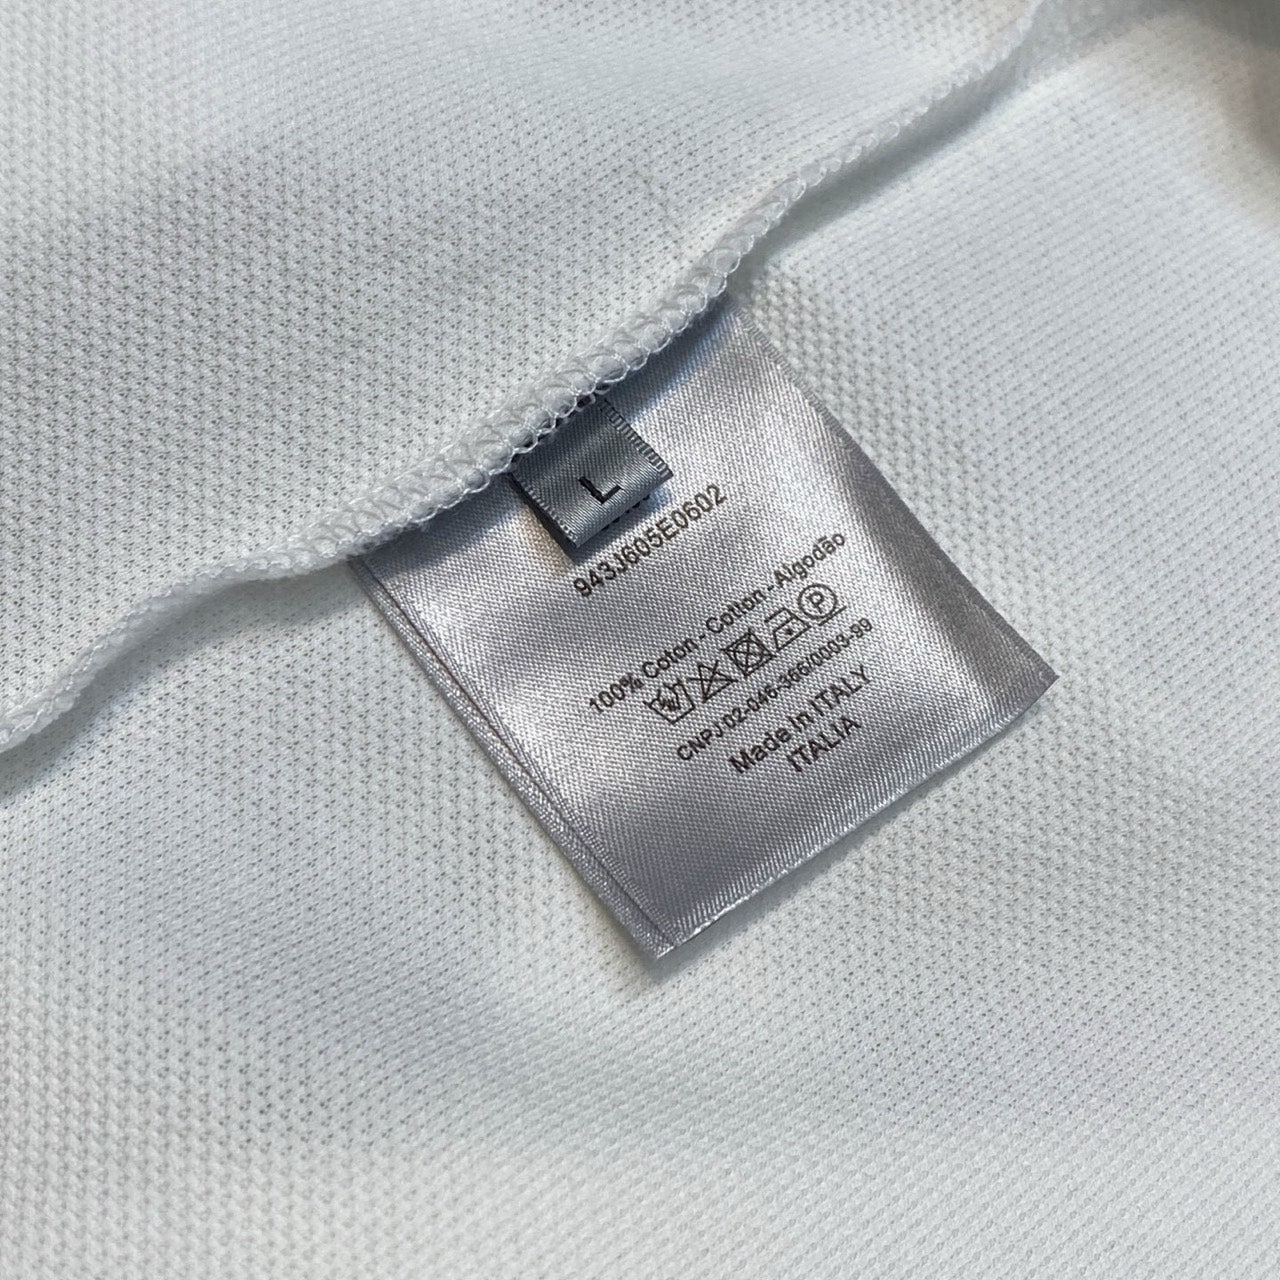 L
943J605E0602
100% Coton - Cotton - Algodão
P
CNPJ 02-046-366/0003-99
Made In ITALY
ITALIA